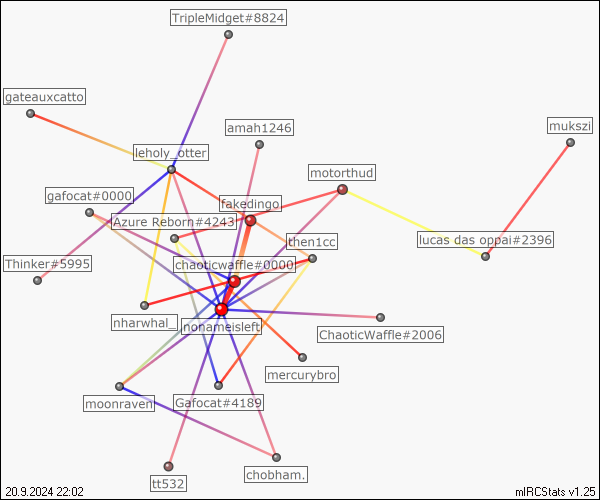 TripleMidget#8824
gateauxcatto
amah1246
mukszi
leholy_otter
motorthud
gafocat#0000
fakedingo
Azure Reborn#4243
then1cc
lucas das oppai#2396
Thinker#5995
chaoticwaffle#0000
nharwhal_
nonameisleft
ChaoticWaffle#2006
mercurybro
moonraven
Gafocat#4189
tt532
chobham.
20.9.2024 22:02
mIRCStats v1.25